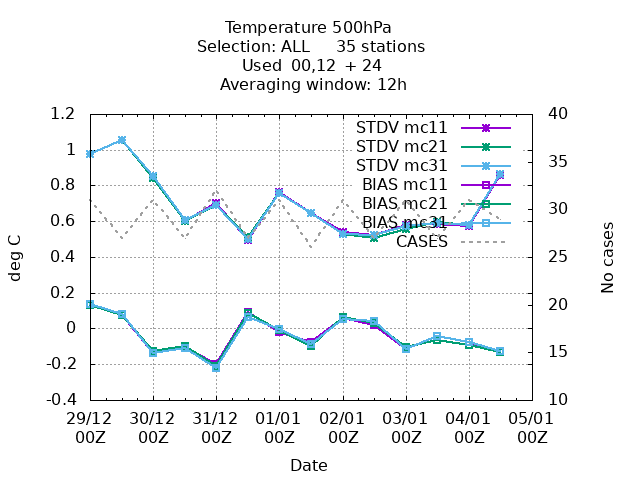 Temperature 500hPa
Selection: ALL     35 stations
Used  00,12  + 24
Averaging window: 12h
1.2
1
0.8
0.6
0.4
0.2
0
-0.2
-0.4
deg C
40
35
30
25
20
15
10
No cases
STDV mc11
STDV mc21
STDV mc31
BIAS mc11
BIAS mc21
BIAS mc31
CASES
29/12 30/12 31/12 01/01 02/01 03/01 04/01 05/01
00Z 00Z 00Z 00Z 00Z 00Z 00Z 00Z
Date